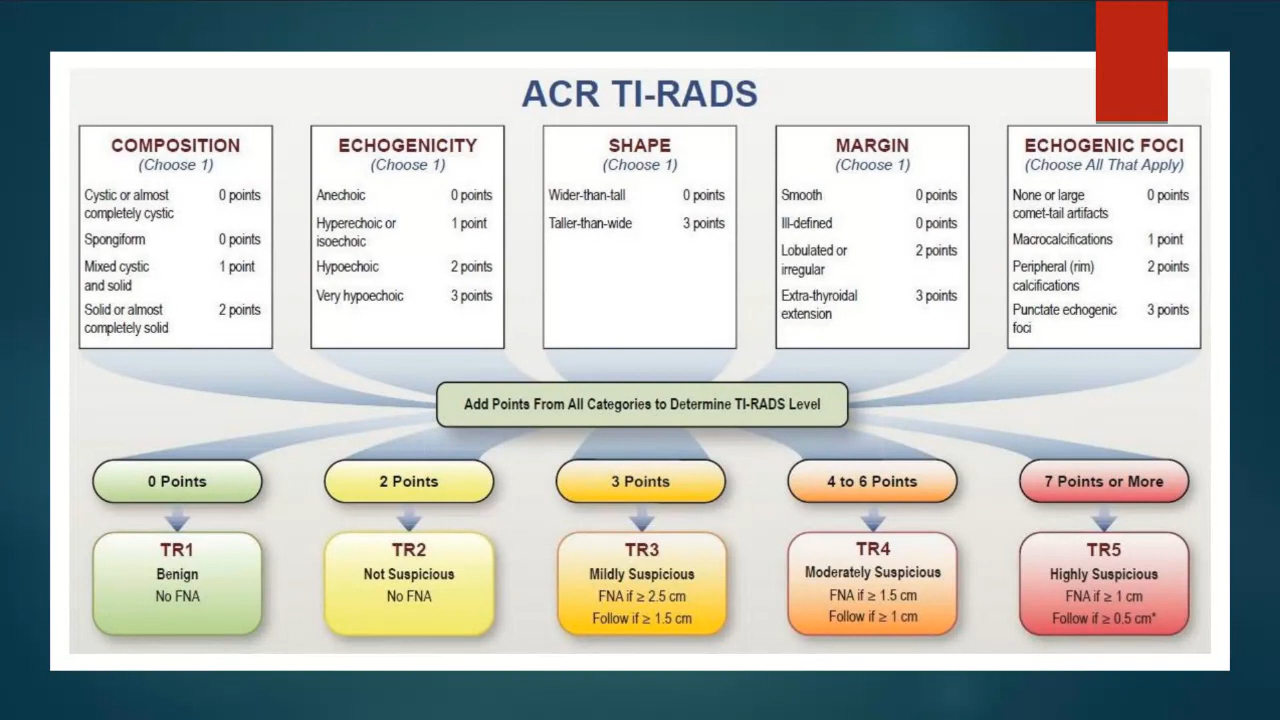 ACR TI-RADS
COMPOSITION
(Choose 1)
Cystic or almost 0 points
completely cystic
Spongiform 0 points
Mixed cystic 1 point
and solid
Solid or almost 2 points
completely solid
ECHOGENICITY
(Choose 1)
Anechoic 0 points
Hyperechoic or 1 point
isoechoic
Hypoechoic 2 points
Very hypoechoic 3 points
SHAPE
(Choose 1)
Wider-than-tall 0 points
Taller-than-wide 3 points
MARGIN
(Choose 1)
Smooth 0 points
Ill-defined 0 points
Lobulated or 2 points
irregular
Extra-thyroidal 3 points
extension
ECHOGENIC FOCI
(Choose All That Apply)
None or large 0 points
comet-tail artifacts
Macrocalcifications 1 point
Peripheral (rim) 2 points
calcifications
Punctate echogenic 3 points
foci
Add Points From All Categories to Determine TI-RADS Level
0 Points
2 Points
3 Points
4 to 6 Points
7 Points or More
TR1
Benign
No FNA
TR2
Not Suspicious
No FNA
TR3
Mildly Suspicious
FNA if ≥ 2.5 cm
Follow if ≥ 1.5 cm
TR4
Moderately Suspicious
FNA if ≥ 1.5 cm
Follow if ≥ 1 cm
TR5
Highly Suspicious
FNA if ≥ 1 cm
Follow if ≥ 0.5 cm*